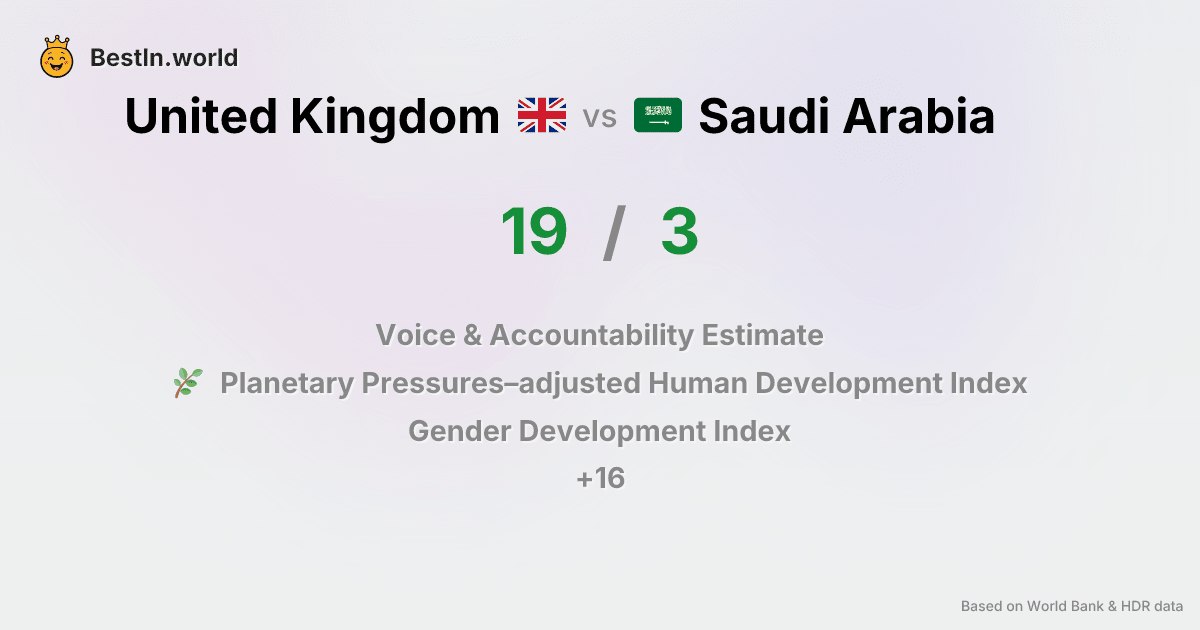 BestIn.world
United Kingdom vs Saudi Arabia
19 / 3
Voice & Accountability Estimate
Planetary Pressures–adjusted Human Development Index
Gender Development Index
+16
Based on World Bank & HDR data